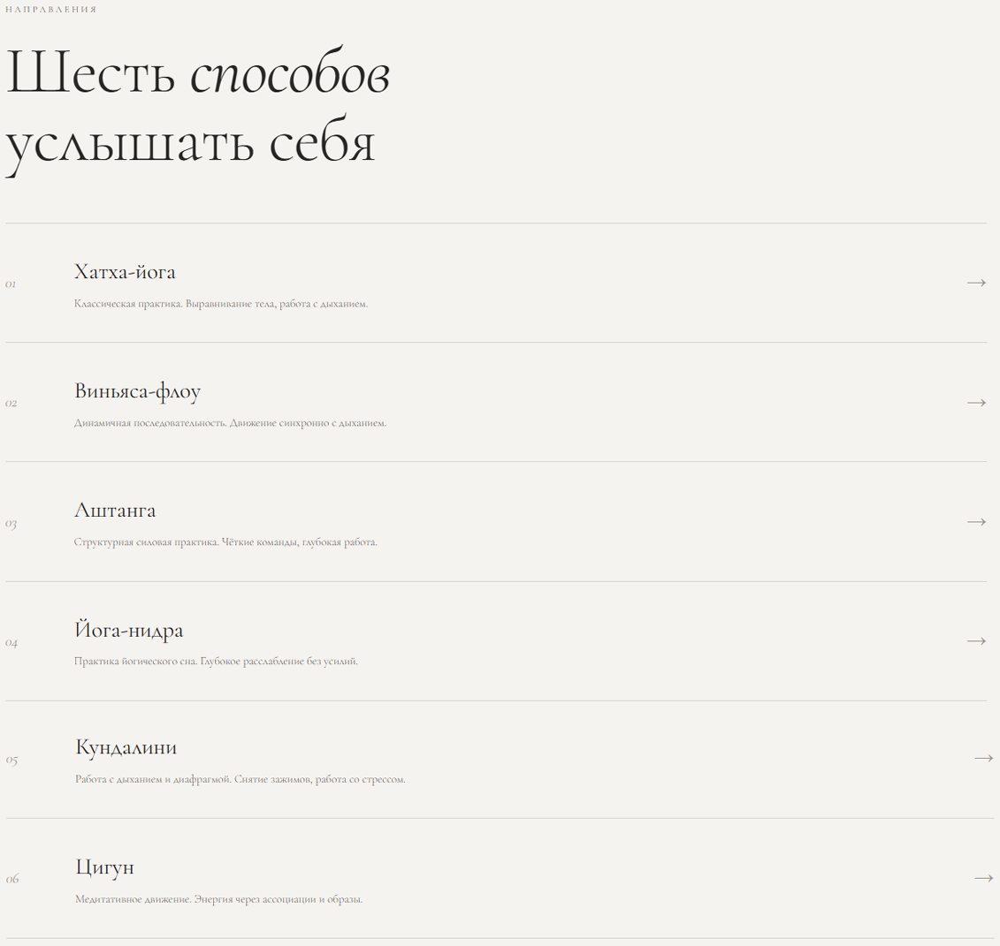 НАПРАВЛЕНИЯ
Шесть способов
услышать себя
01
Хатха-йога
Классическая практика. Выравнивание тела, работа с дыханием.
→
02
Виньяса-флоу
Динамичная последовательность. Движение синхронно с дыханием.
→
03
Аштанга
Структурная силовая практика. Чёткие команды, глубокая работа.
→
04
Йога-нидра
Практика йогического сна. Глубокое расслабление без усилий.
→
05
Кундалини
Работа с дыханием и диафрагмой. Снятие зажимов, работа со стрессом.
→
06
Цигун
Медитативное движение. Энергия через ассоциации и образы.
→